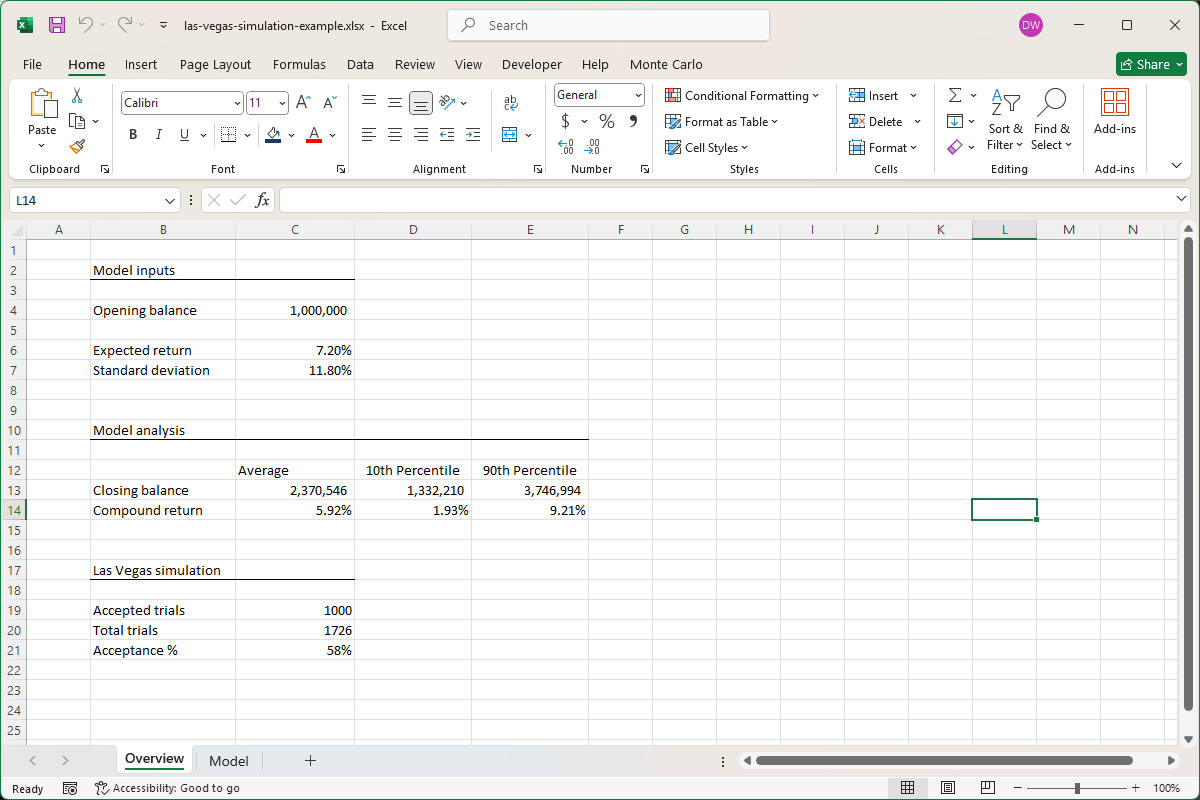 las-vegas-simulation-example.xlsx - Excel
Search
DW
File Home Insert Page Layout Formulas Data Review View Developer Help Monte Carlo
Share
Paste
Clipboard
Calibri 11
B I U A
Font
ab
Alignment
General
$ % 9
.00 .00
Number
Conditional Formatting
Format as Table
Cell Styles
Styles
Insert
Delete
Format
Cells
Sort & Filter
Find & Select
Editing
Add-ins
Add-ins
L14 fx
A B C D E F G H I J K L M N
1
2 Model inputs
3
4 Opening balance 1,000,000
5
6 Expected return 7.20%
7 Standard deviation 11.80%
8
9
10 Model analysis
11
12 Average 10th Percentile 90th Percentile
13 Closing balance 2,370,546 1,332,210 3,746,994
14 Compound return 5.92% 1.93% 9.21%
15
16
17 Las Vegas simulation
18
19 Accepted trials 1000
20 Total trials 1726
21 Acceptance % 58%
22
23
24
25
Overview Model +
Ready Accessibility: Good to go 100%